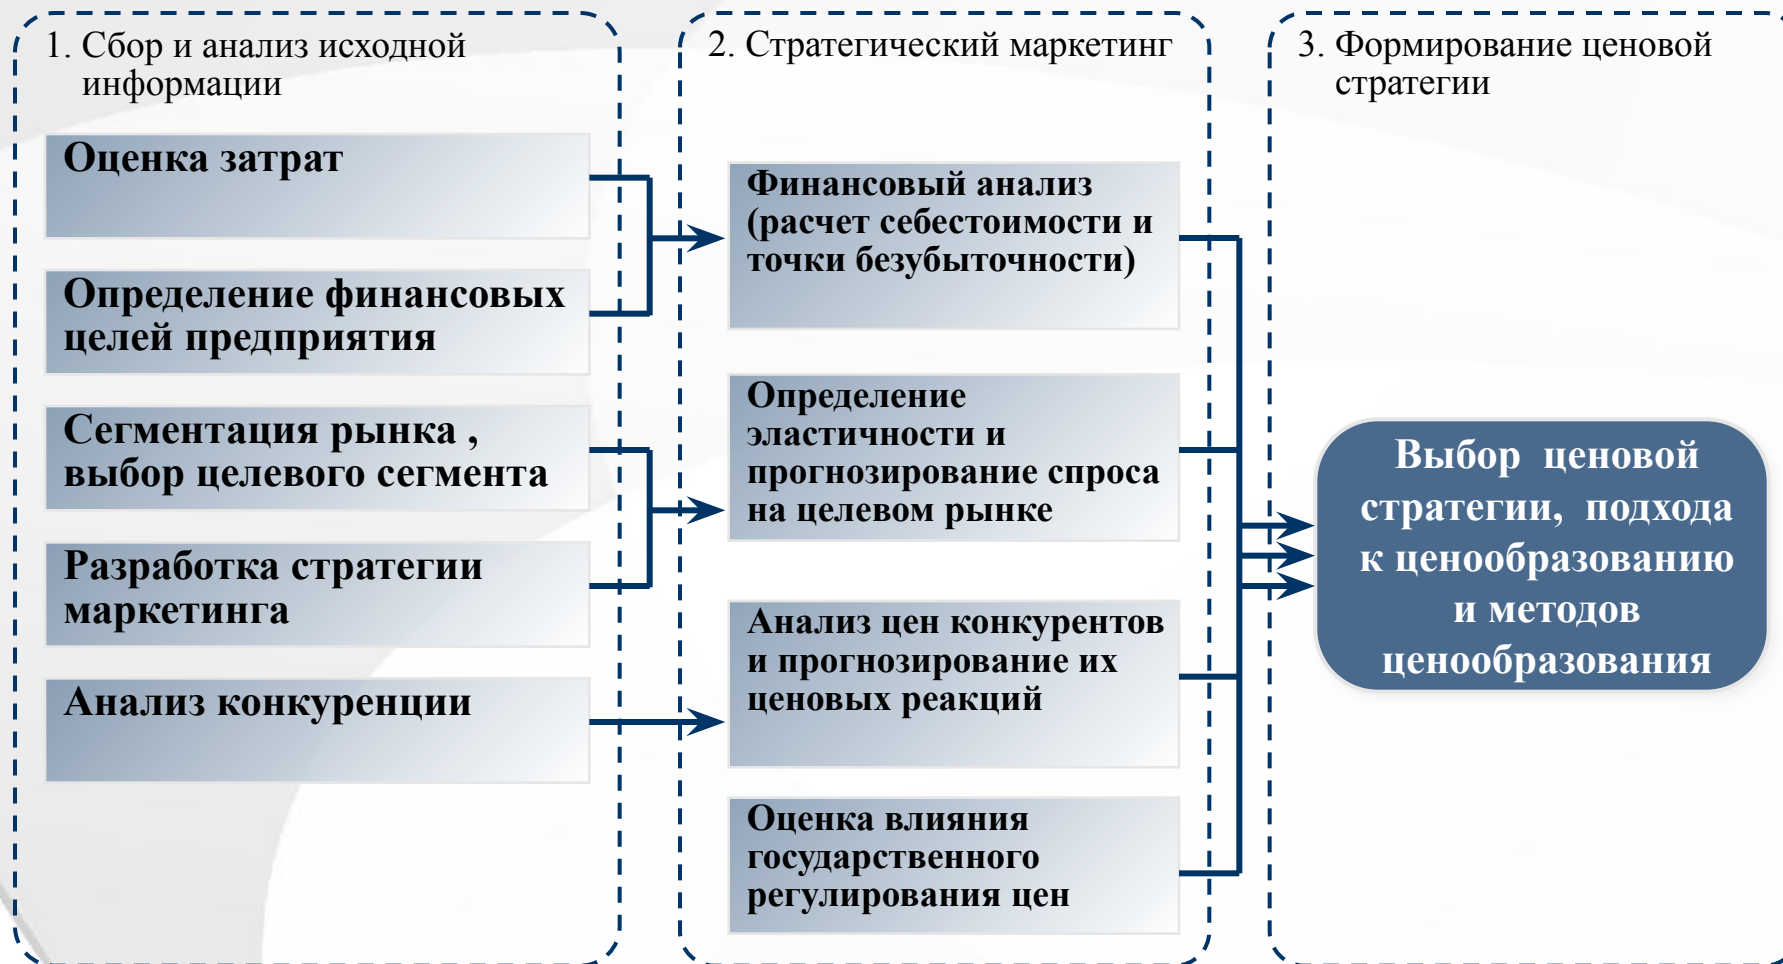 1. Сбор и анализ исходной
информации
Оценка затрат
Определение финансовых
целей предприятия
Сегментация рынка ,
выбор целевого сегмента
Разработка стратегии
маркетинга
Анализ конкуренции
2. Стратегический маркетинг
Финансовый анализ
(расчет себестоимости и
точки безубыточности)
Определение
эластичности и
прогнозирование спроса
на целевом рынке
Анализ цен конкурентов
и прогнозирование их
ценовых реакций
Оценка влияния
государственного
регулирования цен
3. Формирование ценовой
стратегии
Выбор ценовой
стратегии, подхода
к ценообразованию
и методов
ценообразования